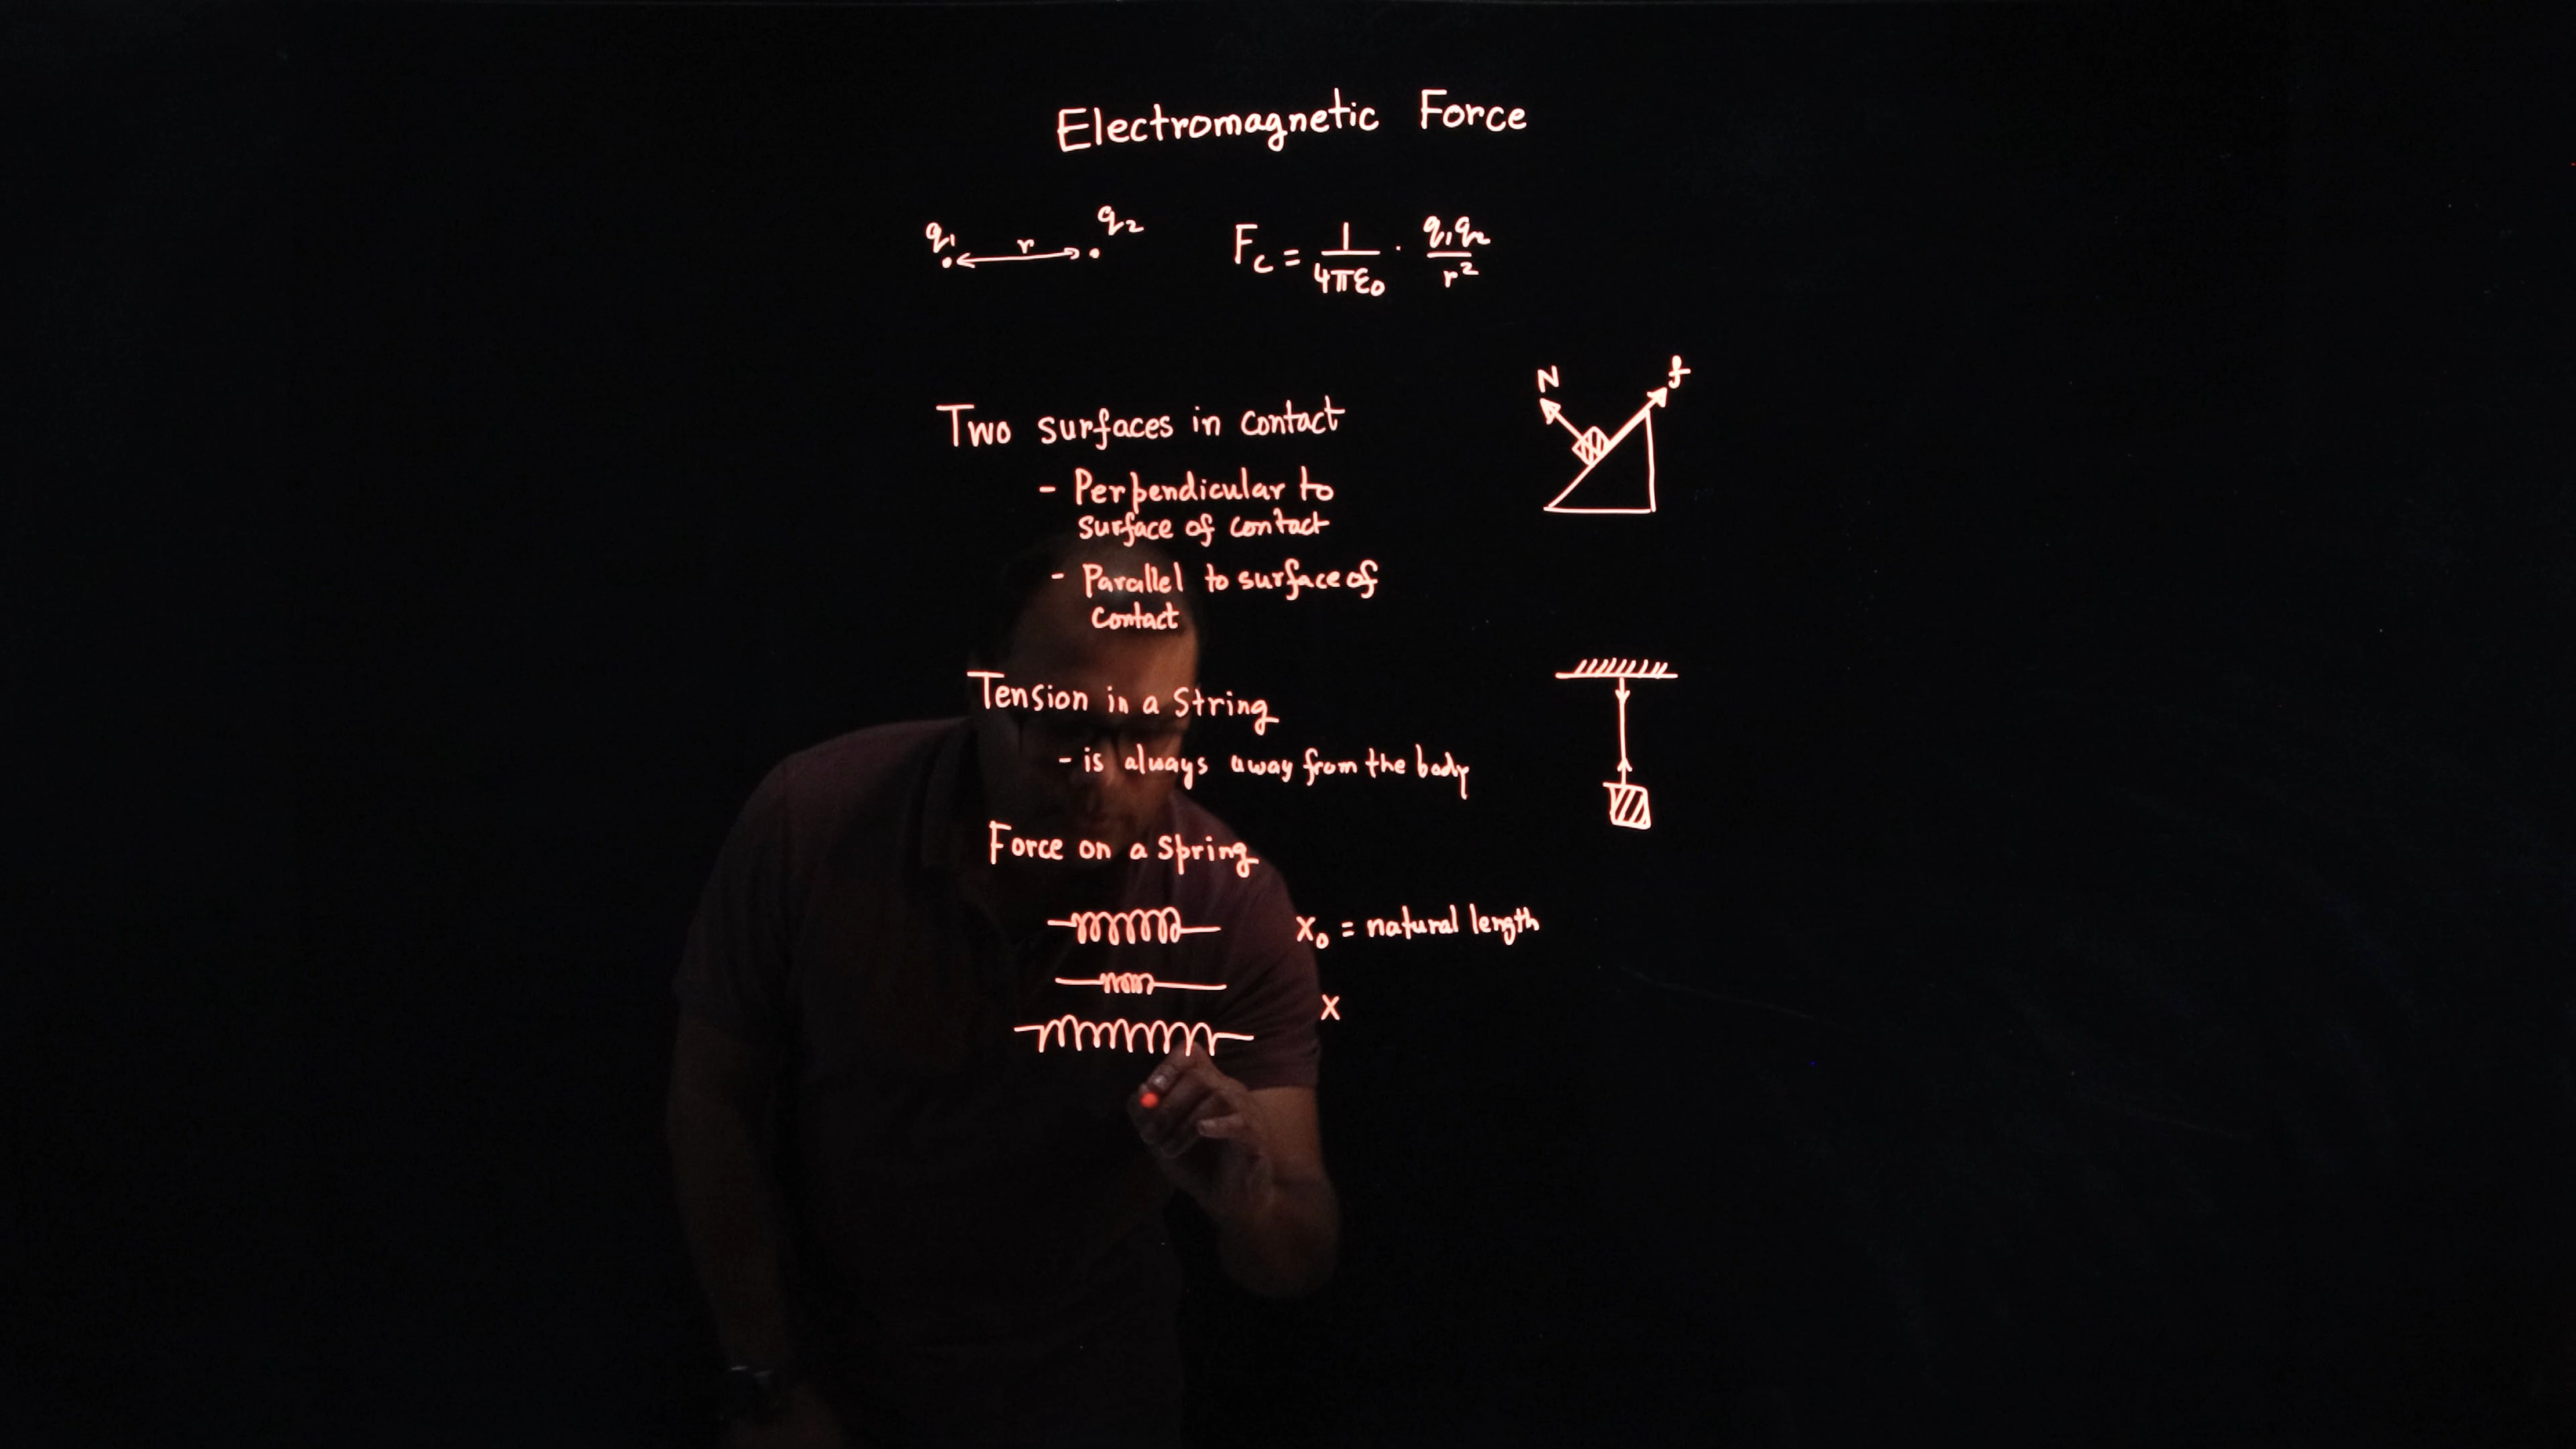 Electromagnetic Force
q₁ r q₂ F_c = 1/4πε₀ · q₁q₂/r²
N f
Two surfaces in contact
- Perpendicular to
surface of contact
- Parallel to surface of
contact
Tension in a String
- is always away from the body
Force on a Spring
x₀ = natural length
x